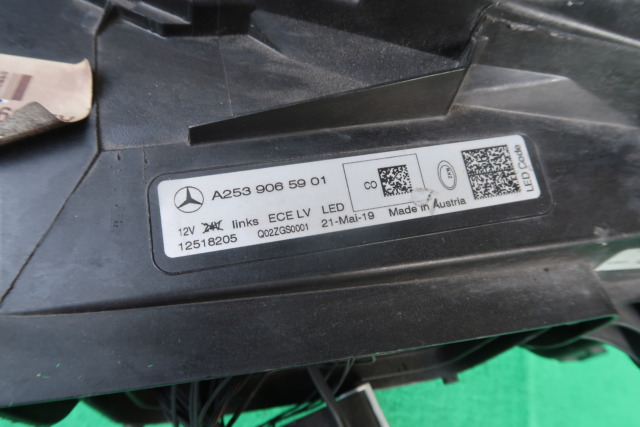 A253 906 59 01
CO
12V 24V links ECE LV LED 21-Mai-19 Made in Austria
12518205 Q02ZGS0001
LED Code